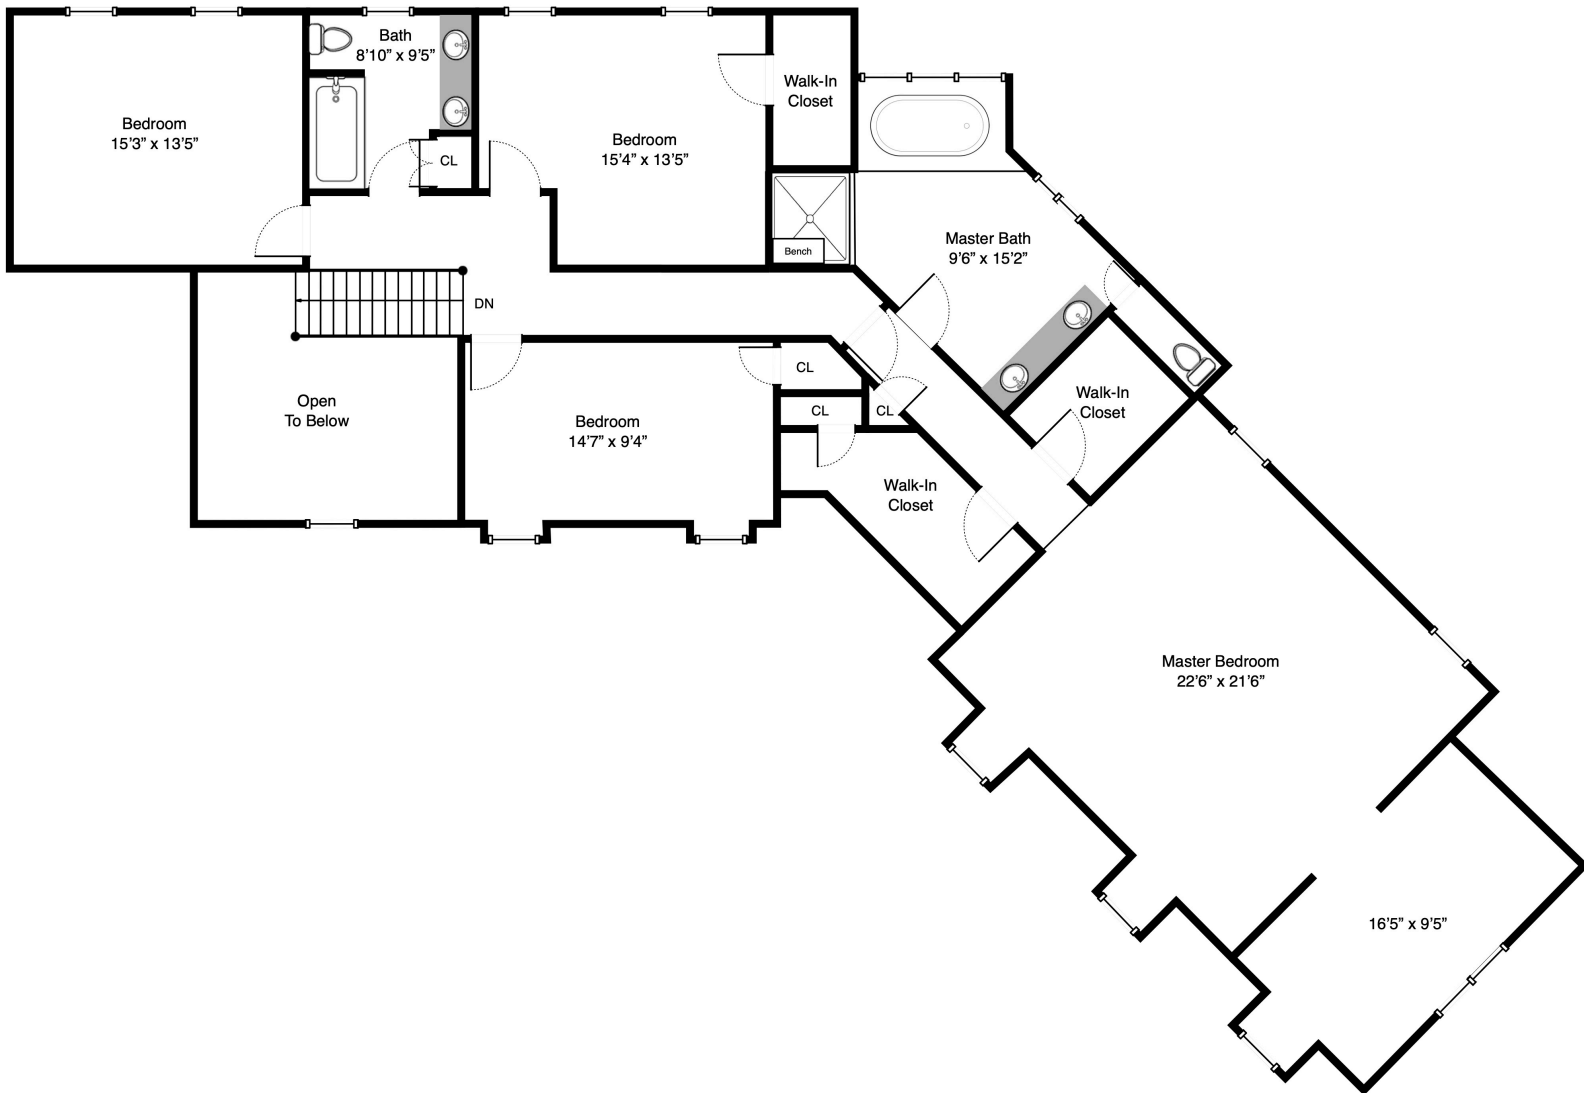 Bath
8'10” x 9’5”
Walk-In
Closet
Bedroom
15'3” x 13’5”
Bedroom
15'4” x 13’5”
CL
Bench
Master Bath
9'6” x 15’2”
DN
CL
Open
To Below
Bedroom
14'7” x 9’4”
CL
CL
Walk-In
Closet
Walk-In
Closet
Master Bedroom
22’6” x 21’6”
16’5” x 9’5”